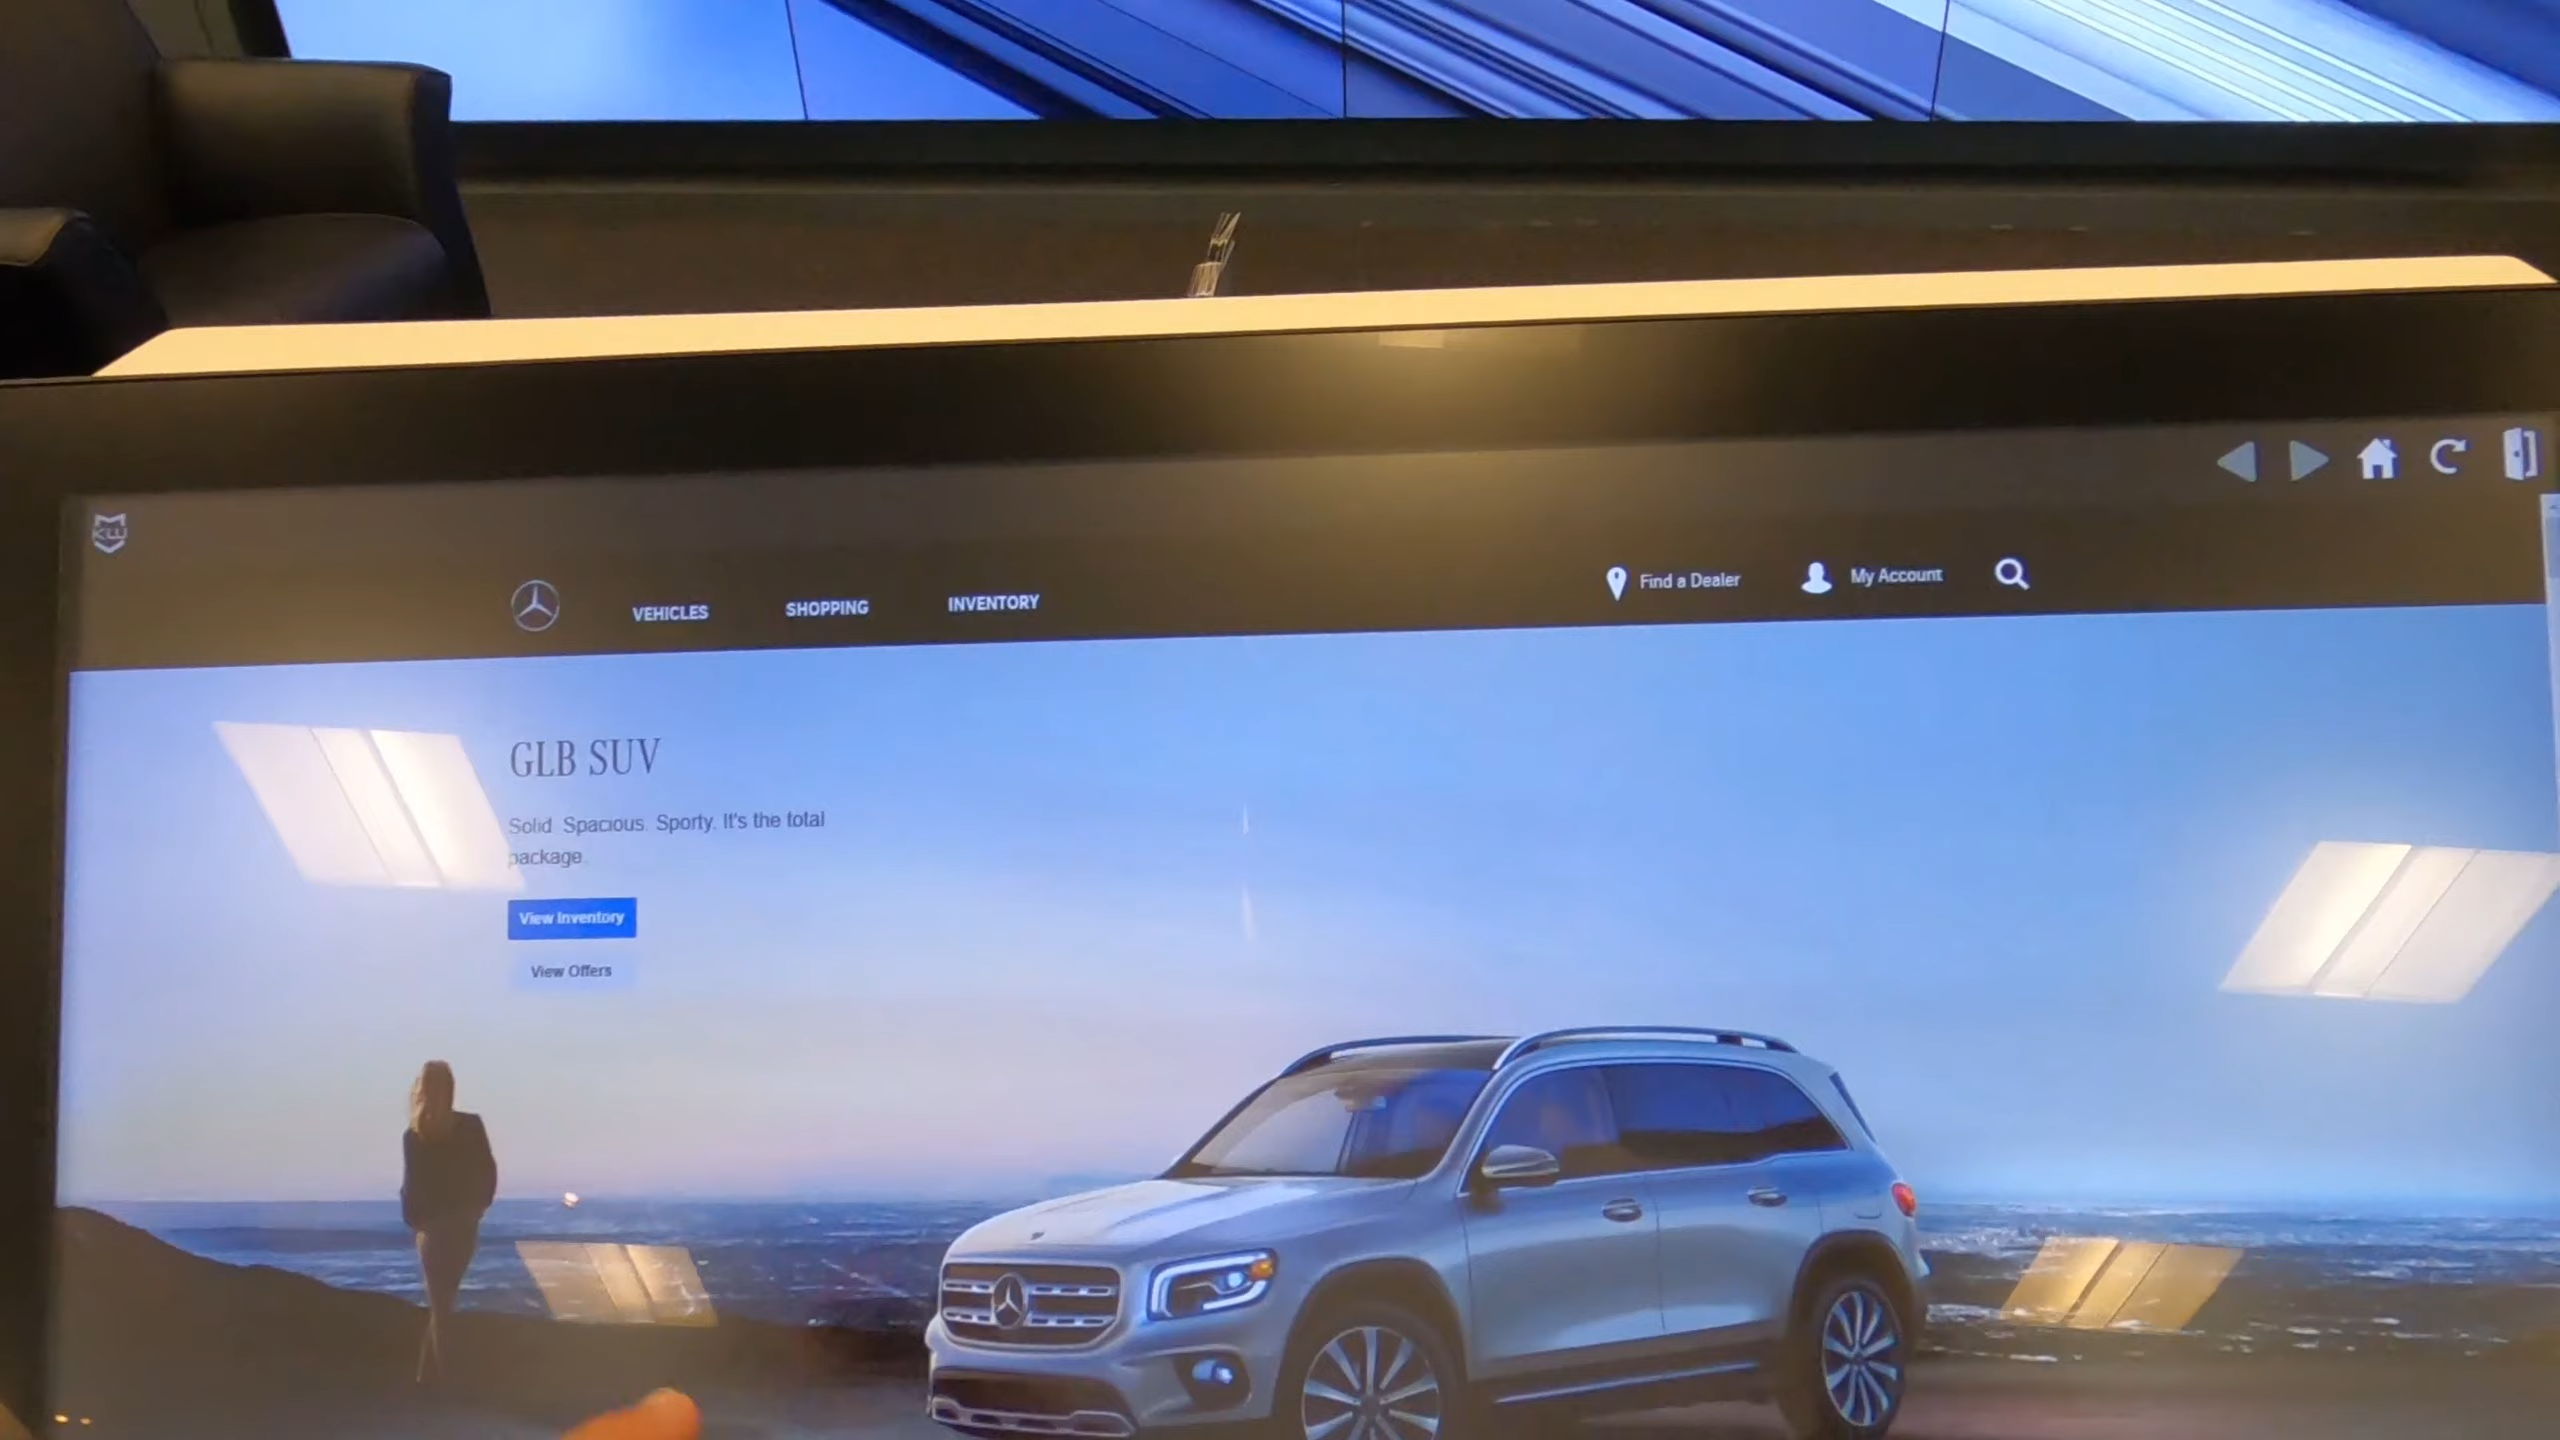 KW
VEHICLES SHOPPING INVENTORY
Find a Dealer My Account
GLB SUV
Solid. Spacious. Sporty. It's the total
package.
View Inventory
View Offers